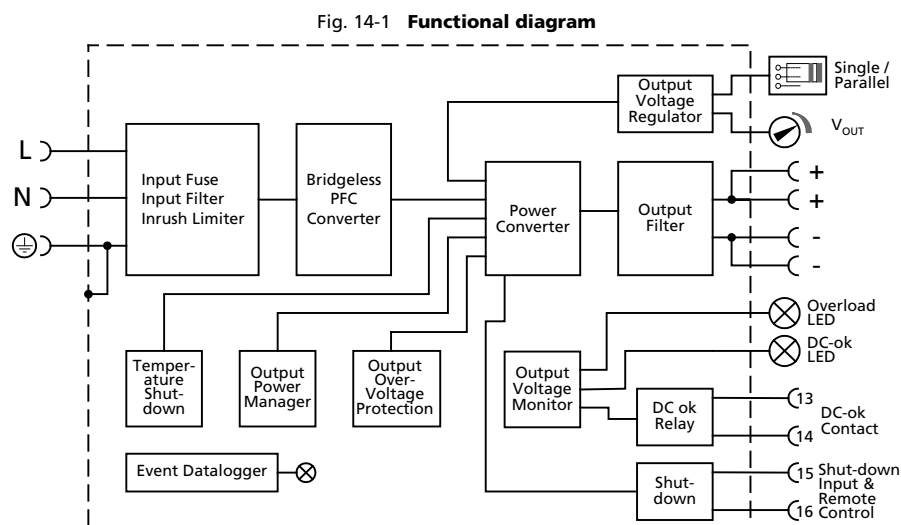 Fig. 14-1 Functional diagram
Single /
Parallel
Output
Voltage
Regulator
V_OUT
L
N
Input Fuse
Input Filter
Inrush Limiter
Bridgeless
PFC
Converter
Power
Converter
Output
Filter
+
+
-
-
Overload
LED
DC-ok
LED
Temper-
ature
Shut-
down
Output
Power
Manager
Output
Over-
Voltage
Protection
Output
Voltage
Monitor
DC ok
Relay
13
14
DC-ok
Contact
Event Datalogger
Shut-
down
15
16
Shut-down
Input &
Remote
Control